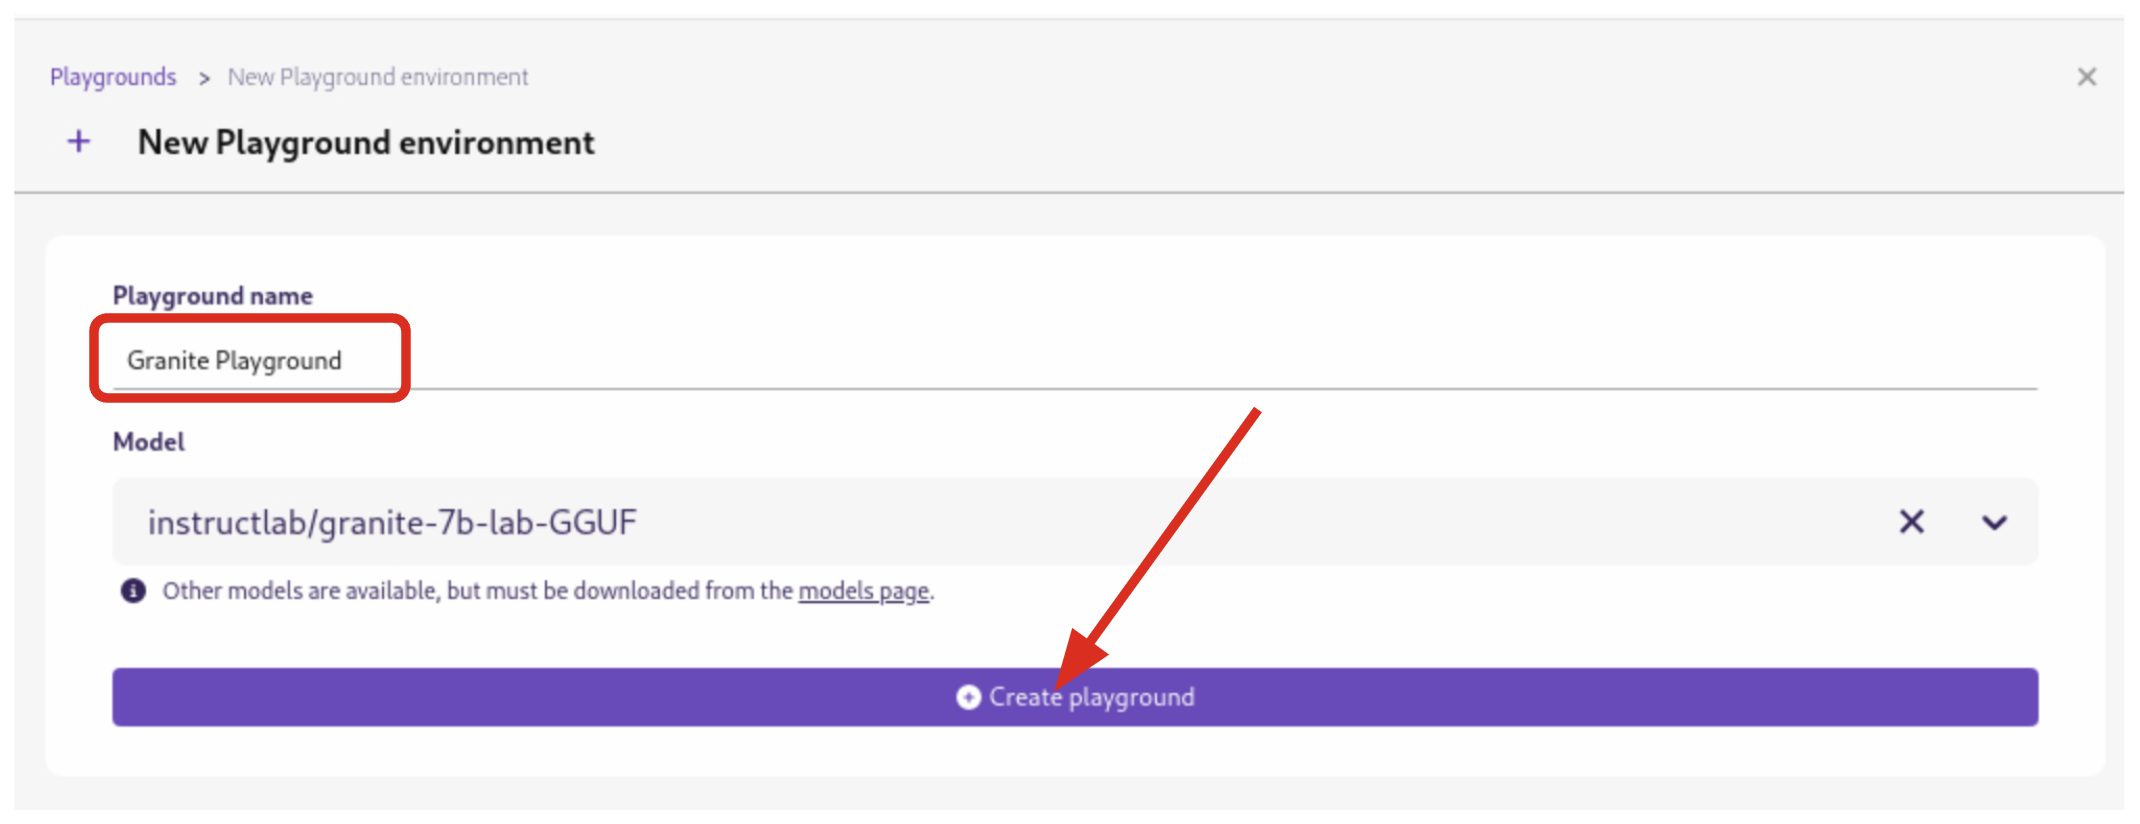 Playgrounds > New Playground environment
New Playground environment
Playground name
Granite Playground
Model
instructlab/granite-7b-lab-GGUF
Other models are available, but must be downloaded from the models page.
Create playground